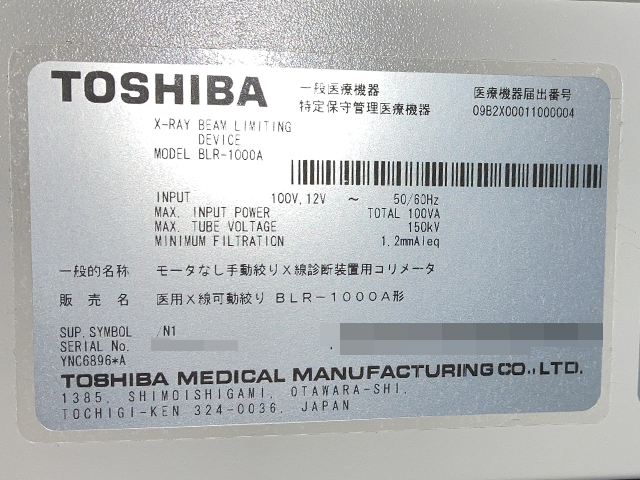 TOSHIBA
一般医療機器
特定保守管理医療機器
医療機器届出番号
09B2X00011000004
X-RAY BEAM LIMITING
DEVICE
MODEL BLR-1000A
INPUT 100V,12V ~ 50/60Hz
MAX. INPUT POWER TOTAL 100VA
MAX. TUBE VOLTAGE 150kV
MINIMUM FILTRATION 1.2mmAleq
一般的名称 モータなし手動絞りX線診断装置用コリメータ
販売名 医用X線可動絞り BLR-1000A形
SUP. SYMBOL /N1
SERIAL No.
YNC6896*A
TOSHIBA MEDICAL MANUFACTURING CO., LTD.
1385, SHIMOISHIGAMI, OTAWARA-SHI,
TOCHIGI-KEN 324-0036, JAPAN